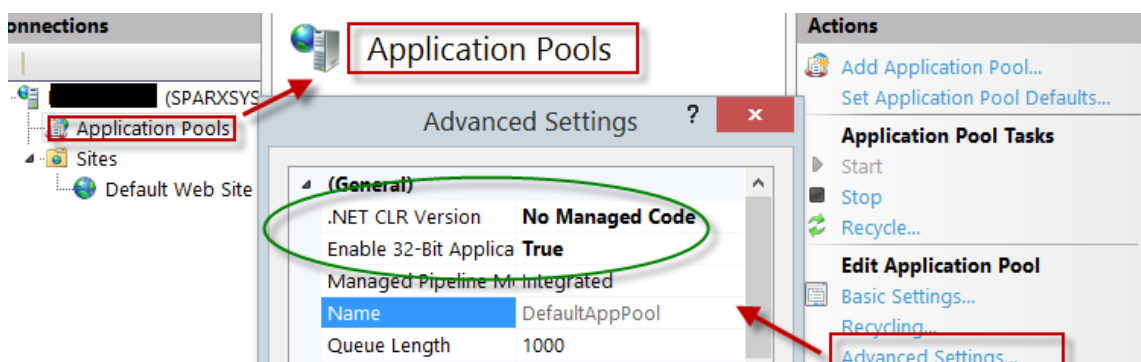 onnections
(SPARXSYS
Application Pools
Sites
Default Web Site
Application Pools
Advanced Settings
?
x
(General)
.NET CLR Version No Managed Code
Enable 32-Bit Applica True
Managed Pipeline Mo Integrated
Name DefaultAppPool
Queue Length 1000
Actions
Add Application Pool...
Set Application Pool Defaults...
Application Pool Tasks
Start
Stop
Recycle...
Edit Application Pool
Basic Settings...
Recycling...
Advanced Settings...